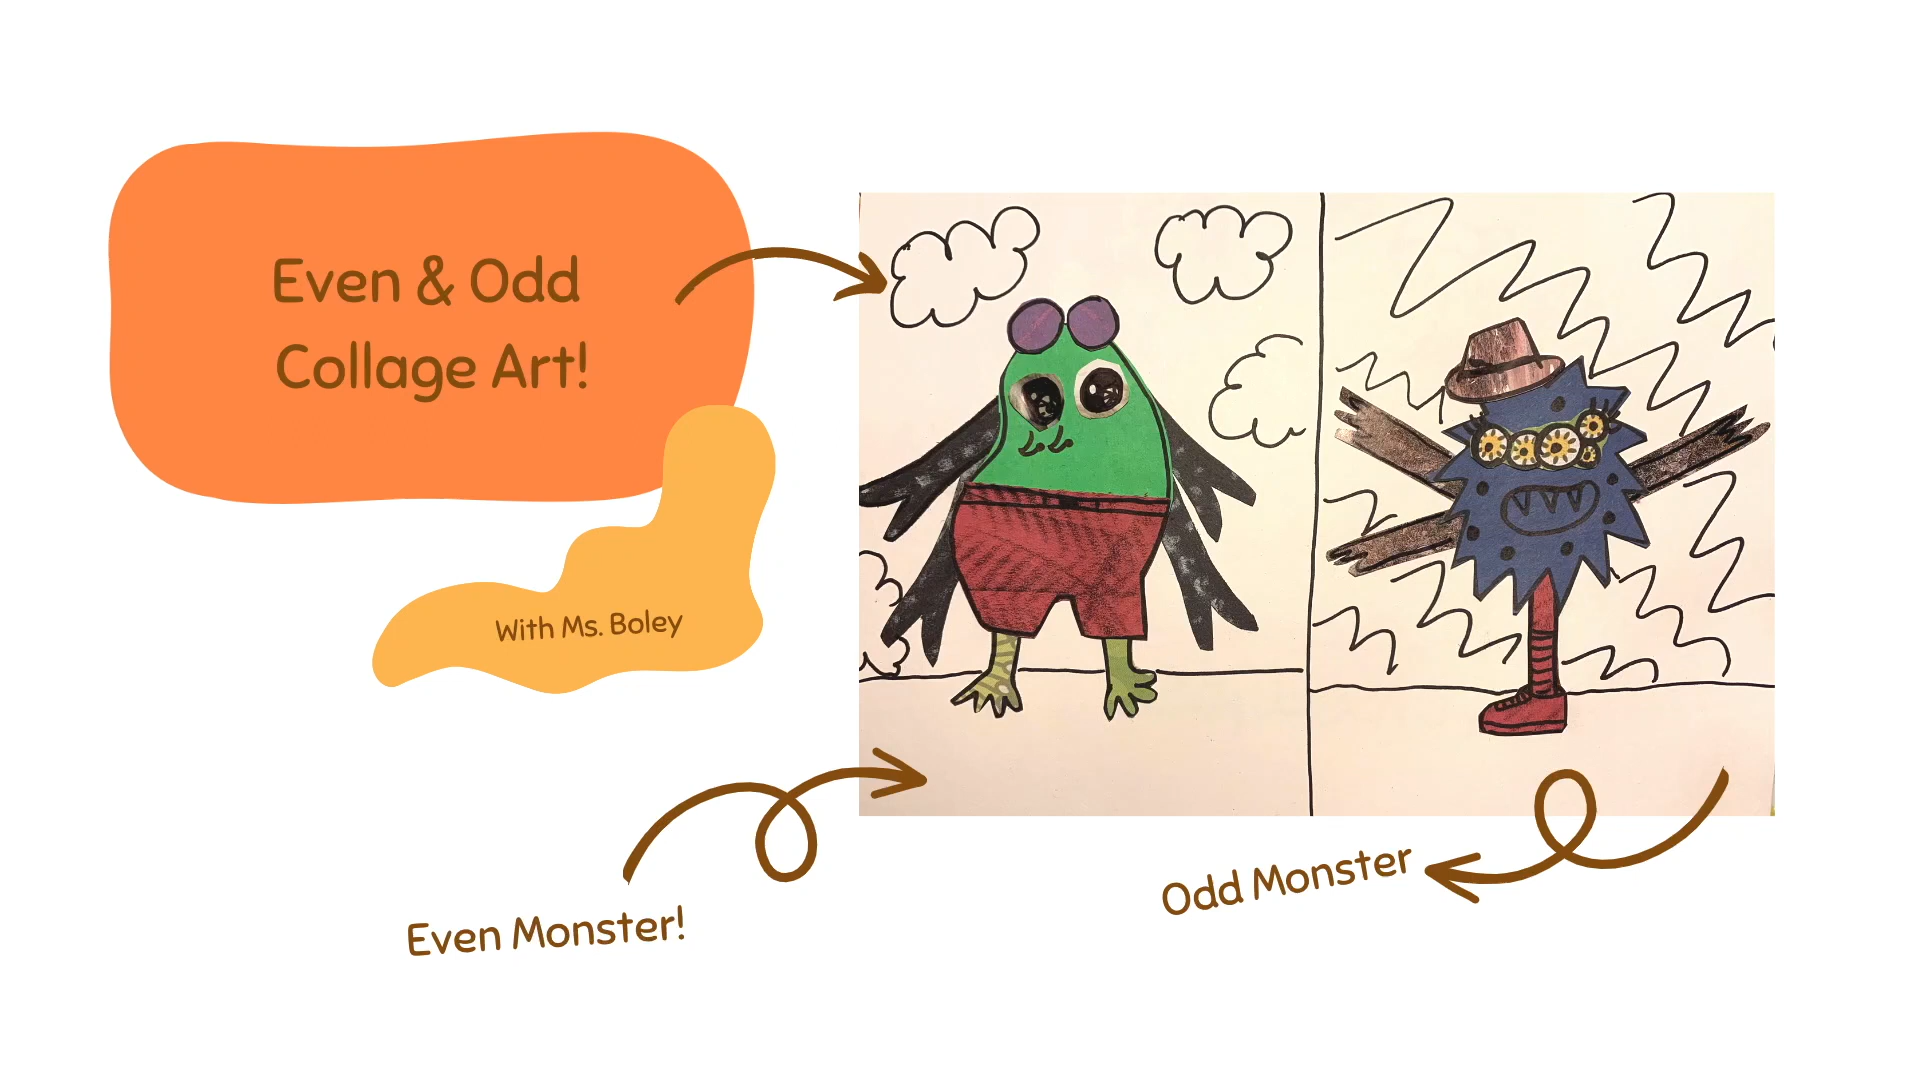 Even & Odd
Collage Art!
With Ms. Boley
Even Monster!
Odd Monster